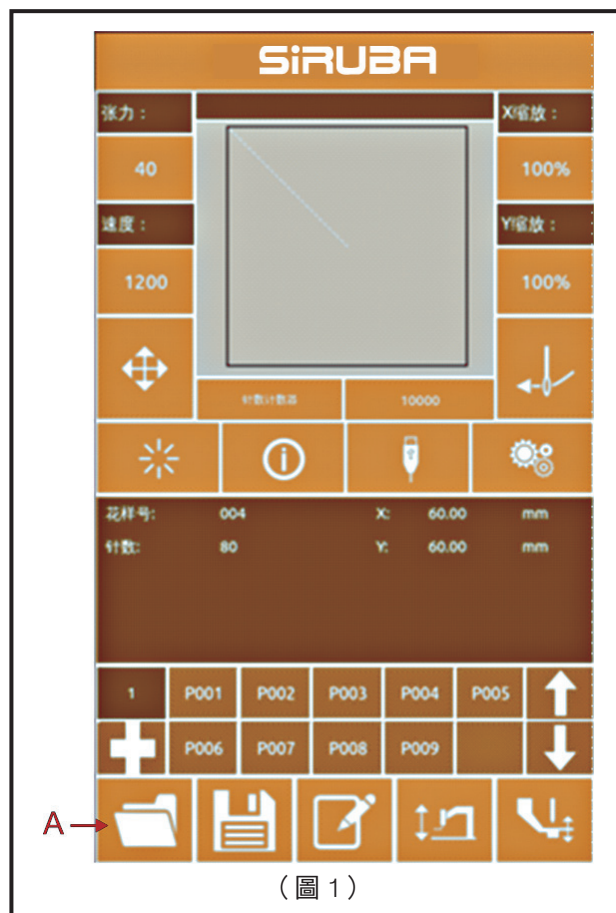 SiRUBA
张力： X缩放：
40 100%
速度： Y缩放：
1200 100%
针数计数器 10000
花样号: 004 X: 60.00 mm
针数: 80 Y: 60.00 mm
1 P001 P002 P003 P004 P005
P006 P007 P008 P009
A
（圖 1）